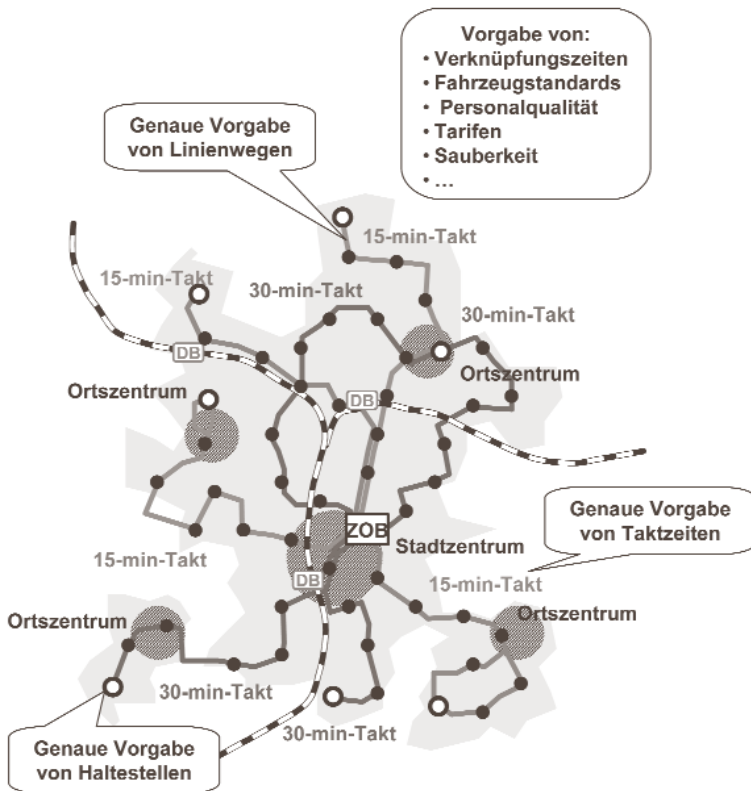 Vorgabe von:
• Verknüpfungszeiten
• Fahrzeugstandards
• Personalqualität
• Tarifen
• Sauberkeit
• ...
Genaue Vorgabe
von Linienwegen
15-min-Takt
15-min-Takt
30-min-Takt
30-min-Takt
DB
Ortszentrum
Ortszentrum
DB
Genaue Vorgabe
von Taktzeiten
ZOB
Stadtzentrum
15-min-Takt
DB
15-min-Takt
Ortszentrum
Ortszentrum
30-min-Takt
30-min-Takt
Genaue Vorgabe
von Haltestellen